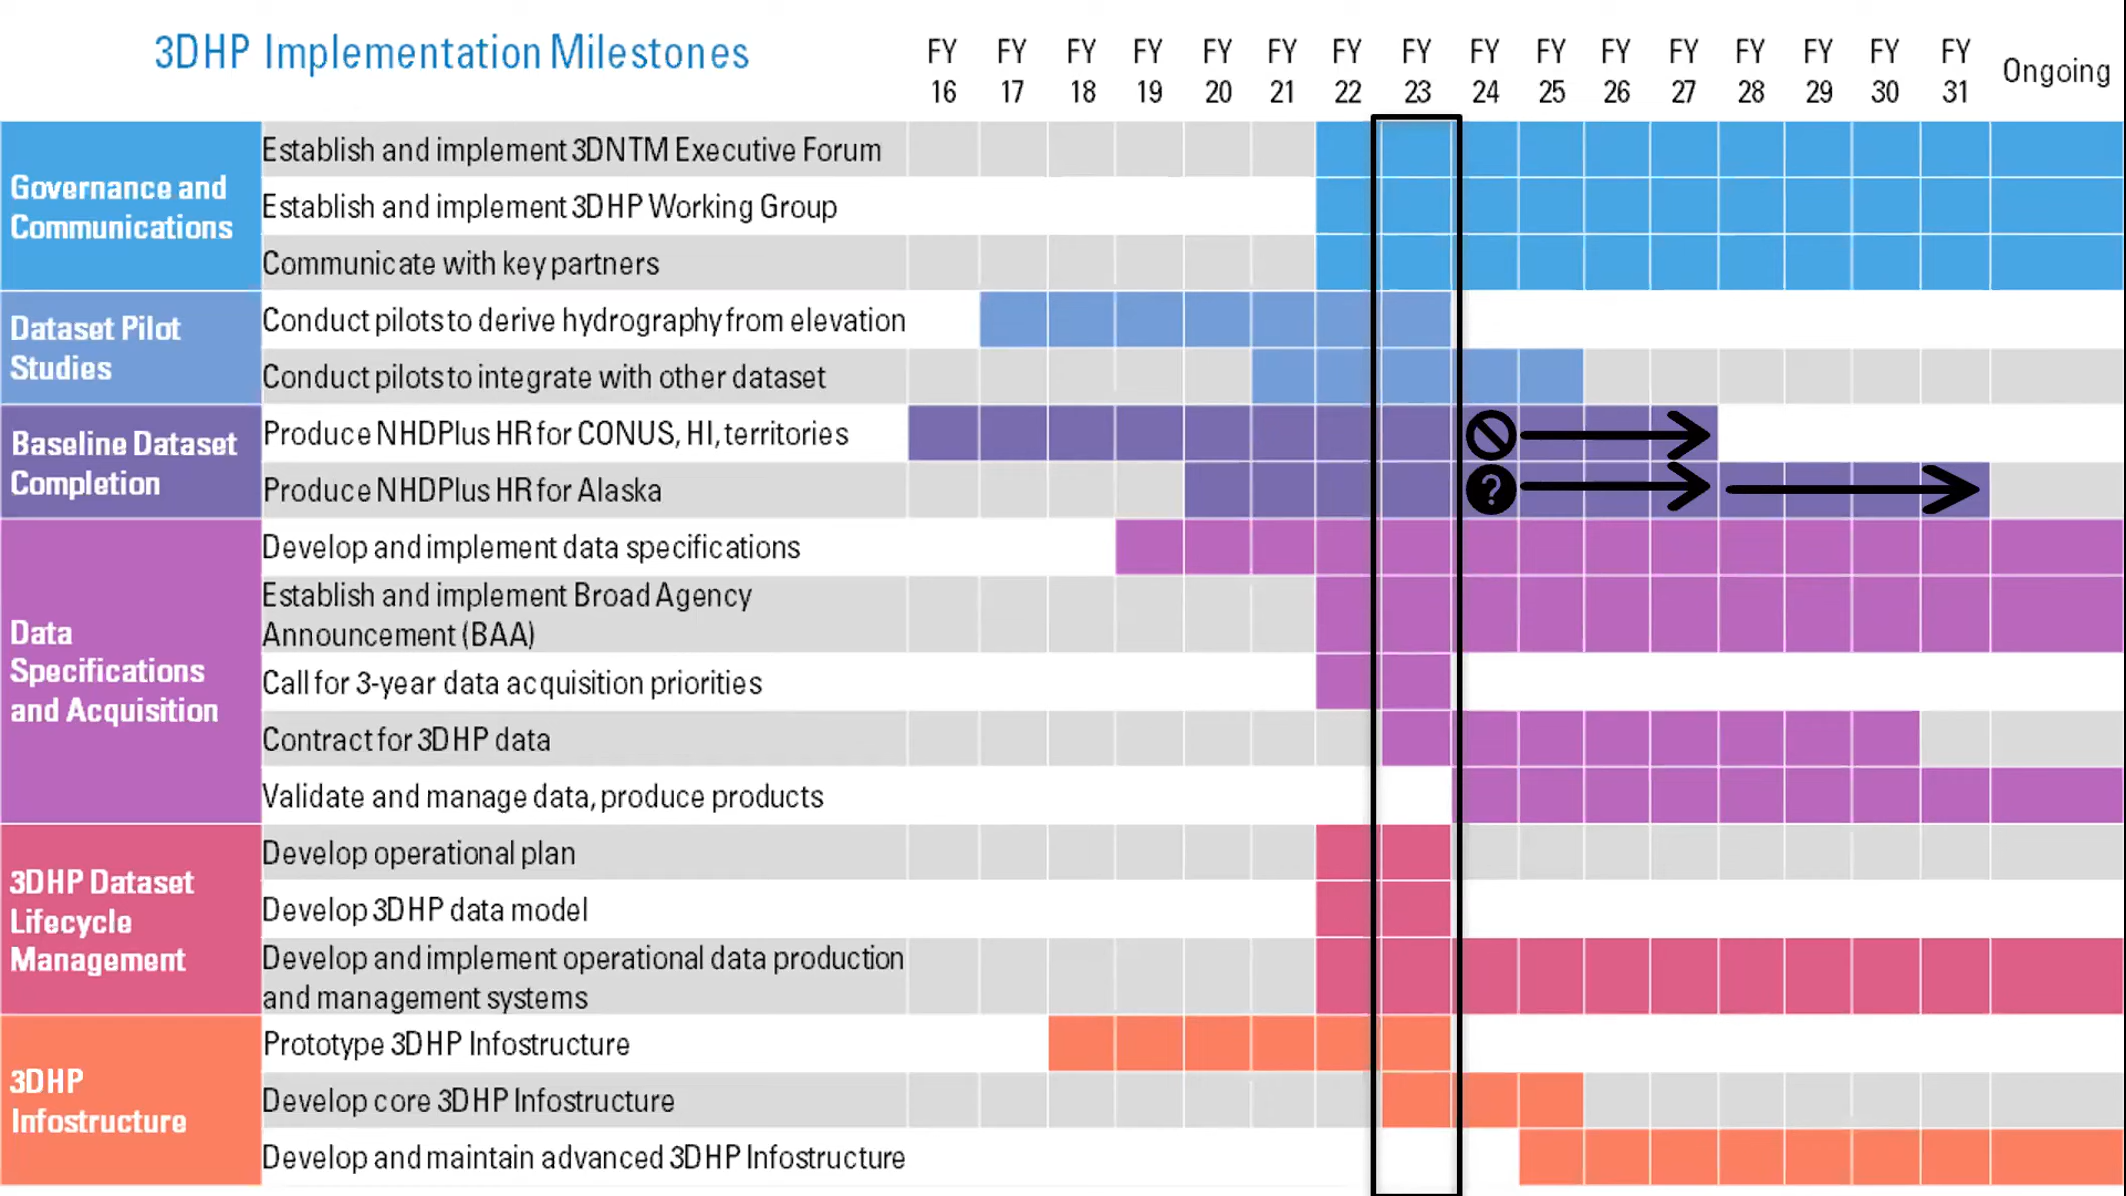 3DHP Implementation Milestones
FY 16
FY 17
FY 18
FY 19
FY 20
FY 21
FY 22
FY 23
FY 24
FY 25
FY 26
FY 27
FY 28
FY 29
FY 30
FY 31
Ongoing
Governance and
Communications
Establish and implement 3DNTM Executive Forum
Establish and implement 3DHP Working Group
Communicate with key partners
Dataset Pilot
Studies
Conduct pilots to derive hydrography from elevation
Conduct pilots to integrate with other dataset
Baseline Dataset
Completion
Produce NHDPlus HR for CONUS, HI, territories
Produce NHDPlus HR for Alaska
?
Data
Specifications
and Acquisition
Develop and implement data specifications
Establish and implement Broad Agency
Announcement (BAA)
Call for 3-year data acquisition priorities
Contract for 3DHP data
Validate and manage data, produce products
3DHP Dataset
Lifecycle
Management
Develop operational plan
Develop 3DHP data model
Develop and implement operational data production
and management systems
3DHP
Infostructure
Prototype 3DHP Infostructure
Develop core 3DHP Infostructure
Develop and maintain advanced 3DHP Infostructure